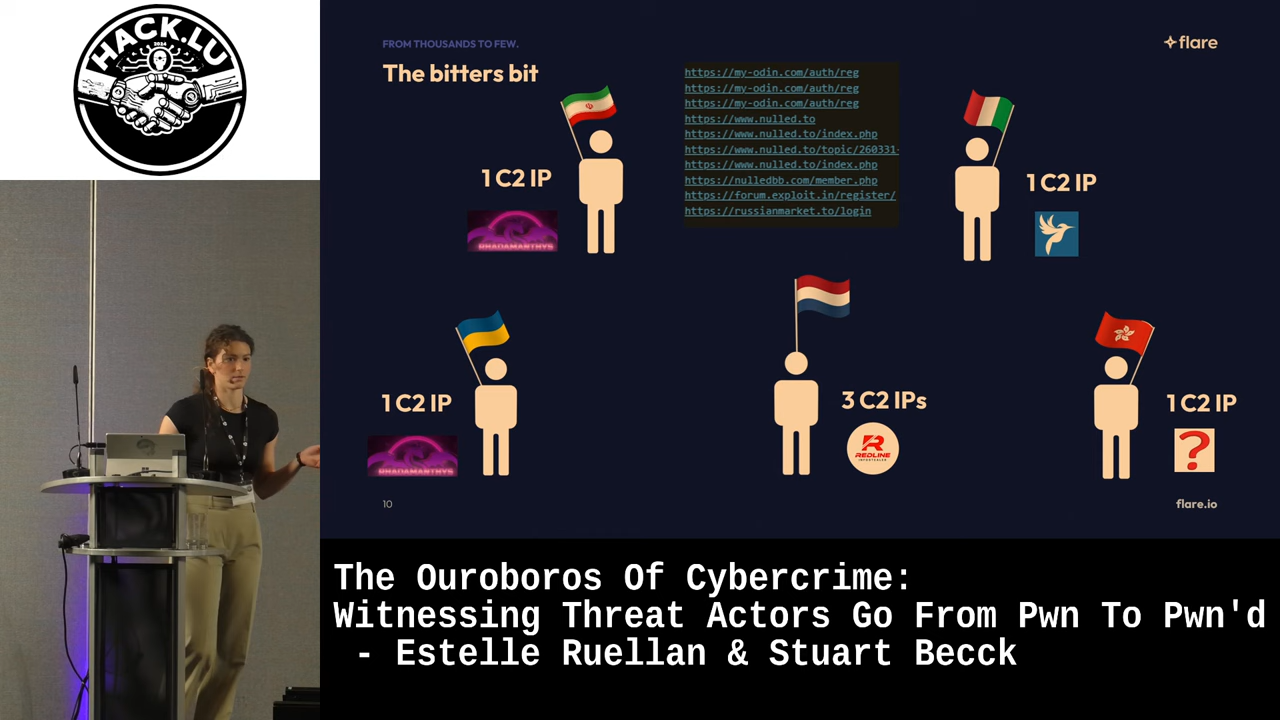 HACK.LU
2024
FROM THOUSANDS TO FEW.
flare
The bitters bit
https://my-odin.com/auth/reg
https://my-odin.com/auth/reg
https://my-odin.com/auth/reg
https://www.nulled.to
https://www.nulled.to/index.php
https://www.nulled.to/topic/260331-
https://www.nulled.to/index.php
https://nulledbb.com/member.php
https://forum.exploit.in/register/
https://russianmarket.to/login
1 C2 IP
RHADAMANTHYS
1 C2 IP
1 C2 IP
RHADAMANTHYS
3 C2 IPs
REDLINE
1 C2 IP
?
10
flare.io
The Ouroboros Of Cybercrime:
Witnessing Threat Actors Go From Pwn To Pwn'd
- Estelle Ruellan & Stuart Becck